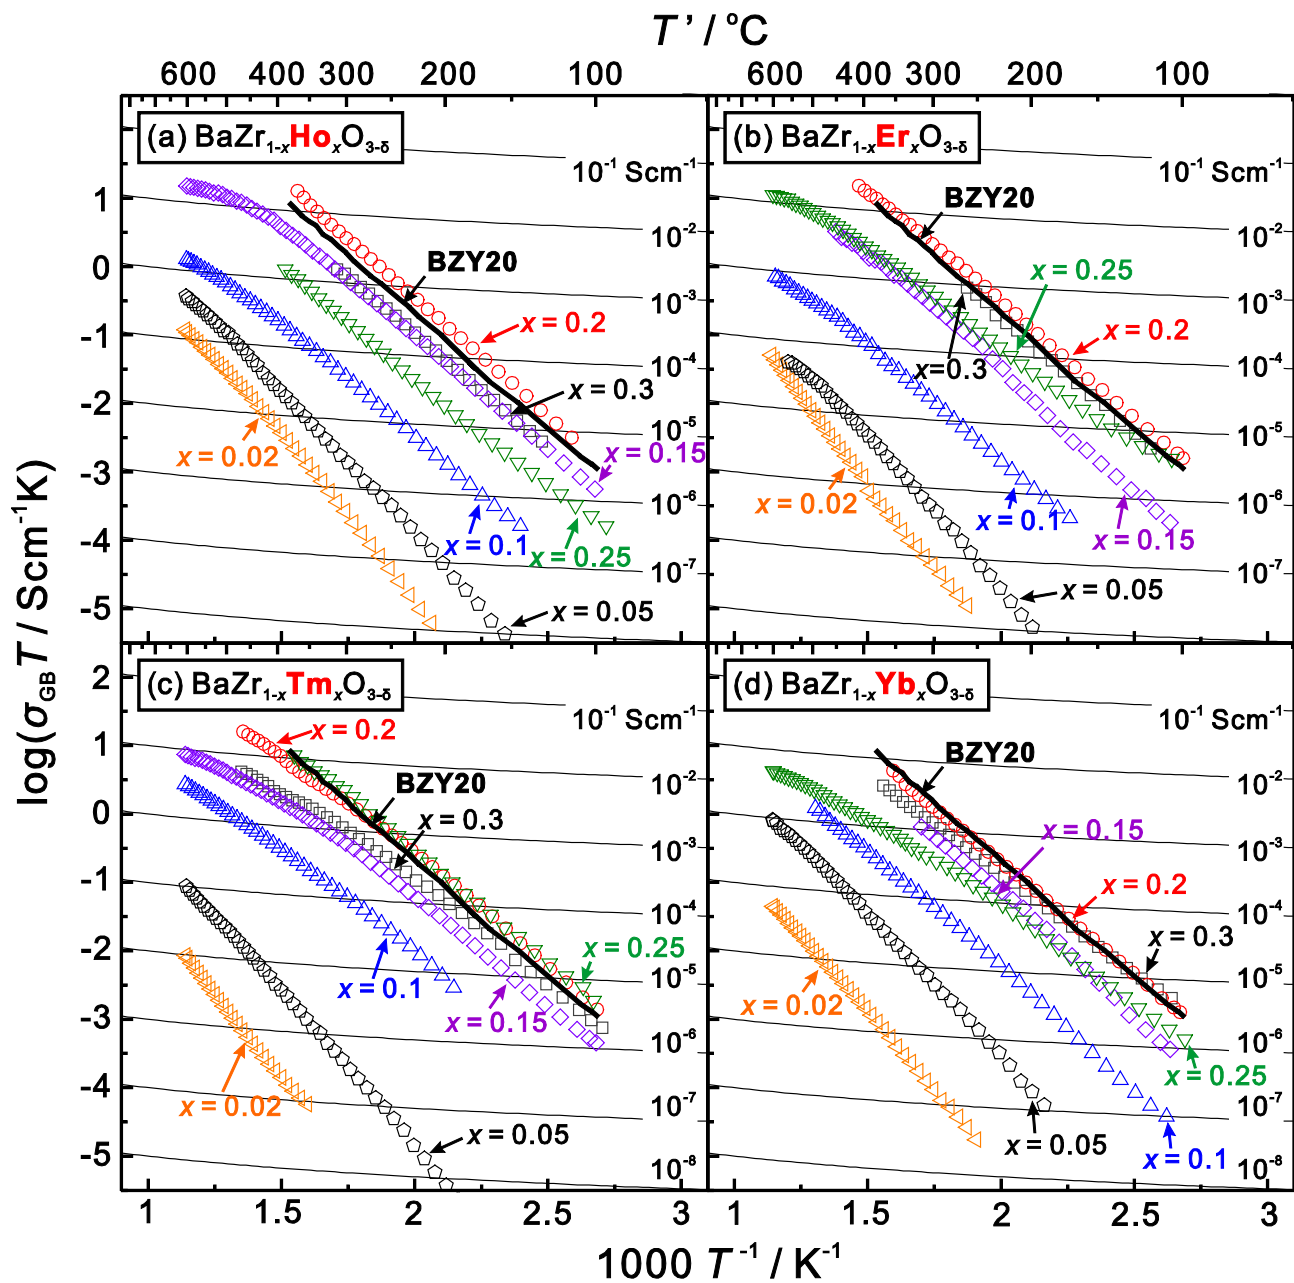 T' / °C
600 400 300 200 100 600 400 300 200 100
(a) BaZr1-xHoxO3-δ
10⁻¹ Scm⁻¹
10⁻²
10⁻³
10⁻⁴
10⁻⁵
10⁻⁶
10⁻⁷
BZY20
x = 0.2
x = 0.3
x = 0.15
x = 0.02
x = 0.1
x = 0.25
x = 0.05
(b) BaZr1-xErxO3-δ
10⁻¹ Scm⁻¹
10⁻²
10⁻³
10⁻⁴
10⁻⁵
10⁻⁶
10⁻⁷
BZY20
x = 0.25
x = 0.2
x=0.3
x = 0.02
x = 0.1
x = 0.15
x = 0.05
1
0
-1
-2
-3
-4
-5
log(σGB T / Scm⁻¹K)
(c) BaZr1-xTmxO3-δ
10⁻¹ Scm⁻¹
10⁻²
10⁻³
10⁻⁴
10⁻⁵
10⁻⁶
10⁻⁷
10⁻⁸
x = 0.2
BZY20
x = 0.3
x = 0.25
x = 0.1
x = 0.15
x = 0.02
x = 0.05
(d) BaZr1-xYbxO3-δ
10⁻¹ Scm⁻¹
10⁻²
10⁻³
10⁻⁴
10⁻⁵
10⁻⁶
10⁻⁷
10⁻⁸
BZY20
x = 0.15
x = 0.2
x = 0.3
x = 0.02
x = 0.25
x = 0.05
x = 0.1
2
1
0
-1
-2
-3
-4
-5
1 1.5 2 2.5 3 1 1.5 2 2.5 3
1000 T⁻¹ / K⁻¹